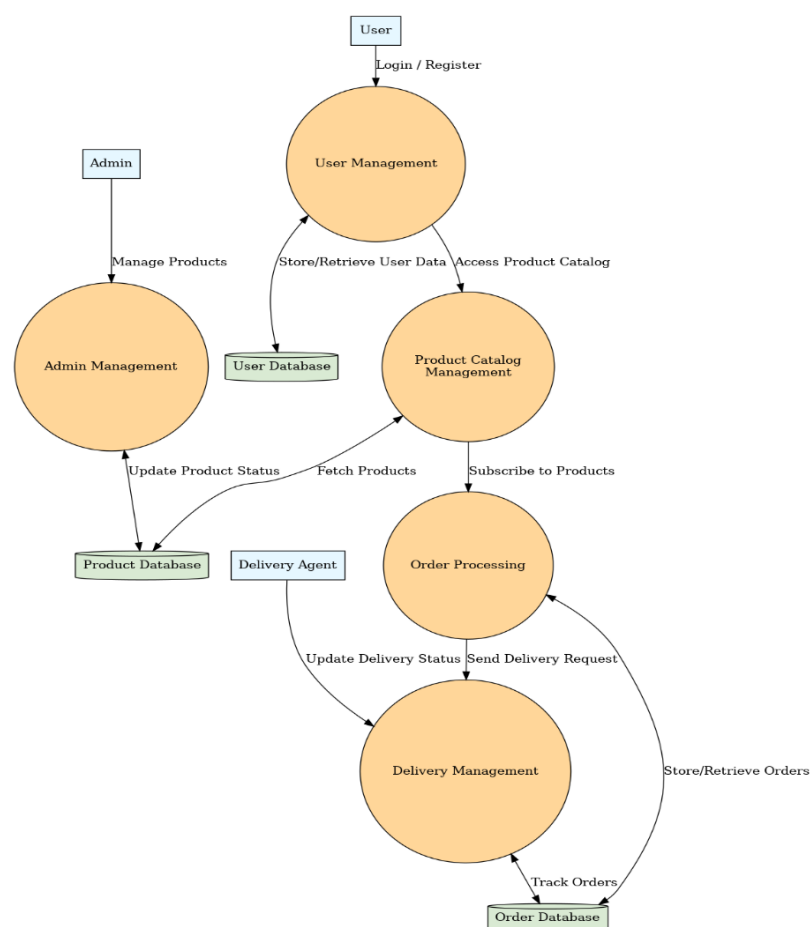 User
Login / Register
User Management
Admin
Manage Products
Store/Retrieve User Data
Access Product Catalog
Admin Management
User Database
Product Catalog
Management
Update Product Status
Fetch Products
Subscribe to Products
Product Database
Delivery Agent
Order Processing
Update Delivery Status
Send Delivery Request
Delivery Management
Store/Retrieve Orders
Track Orders
Order Database